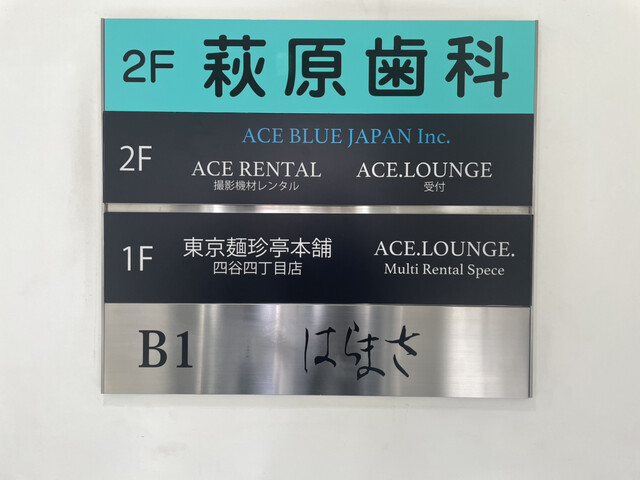 2F 萩原歯科
2F
ACE BLUE JAPAN Inc.
ACE RENTAL
撮影機材レンタル
ACE.LOUNGE
受付
1F
東京麺珍亭本舗
四谷四丁目店
ACE.LOUNGE.
Multi Rental Spece
B1 はらまさ